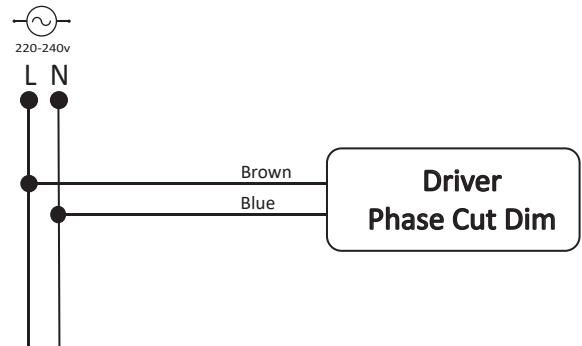 220-240v
L N
Brown
Blue
Driver
Phase Cut Dim